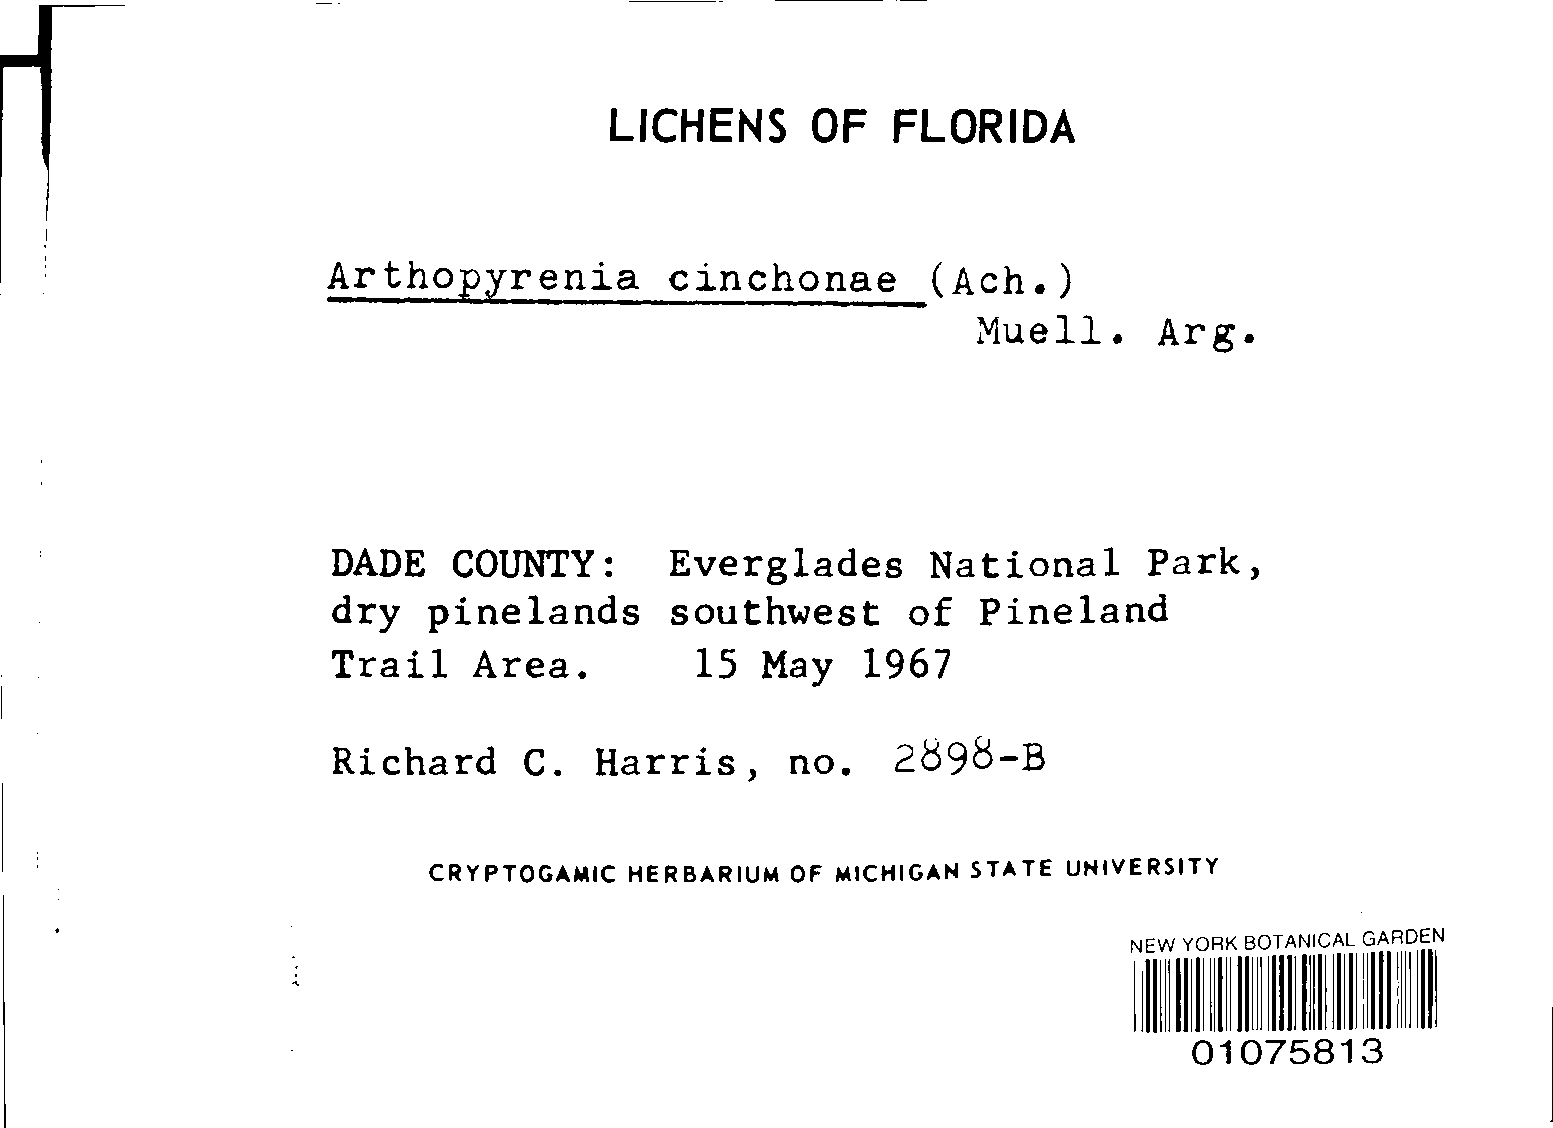 LICHENS OF FLORIDA
Arthopyrenia cinchonae (Ach.)
Muell. Arg.
DADE COUNTY: Everglades National Park,
dry pinelands southwest of Pineland
Trail Area. 15 May 1967
Richard C. Harris, no. 2898-B
CRYPTOGAMIC HERBARIUM OF MICHIGAN STATE UNIVERSITY
NEW YORK BOTANICAL GARDEN
01075813